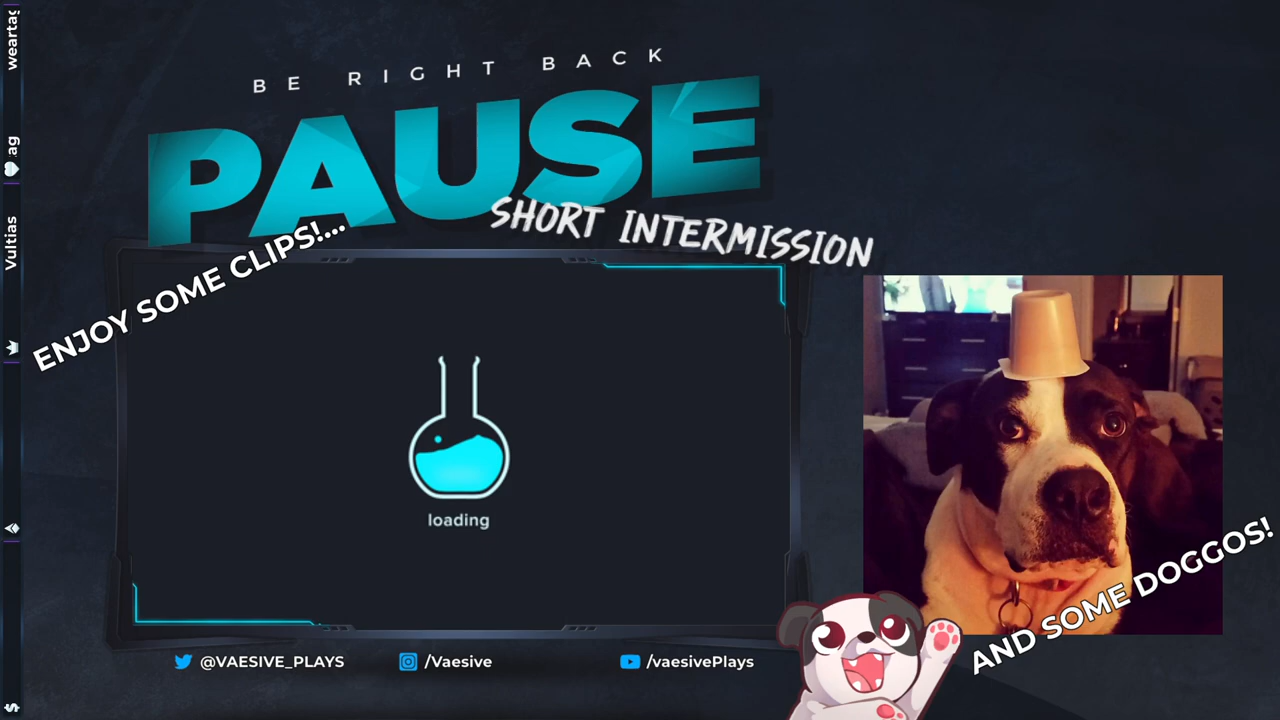 BE RIGHT BACK
PAUSE
SHORT INTERMISSION
ENJOY SOME CLIPS!...
loading
AND SOME DOGGOS!
@VAESIVE_PLAYS
/Vaesive
/vaesivePlays
Vultias